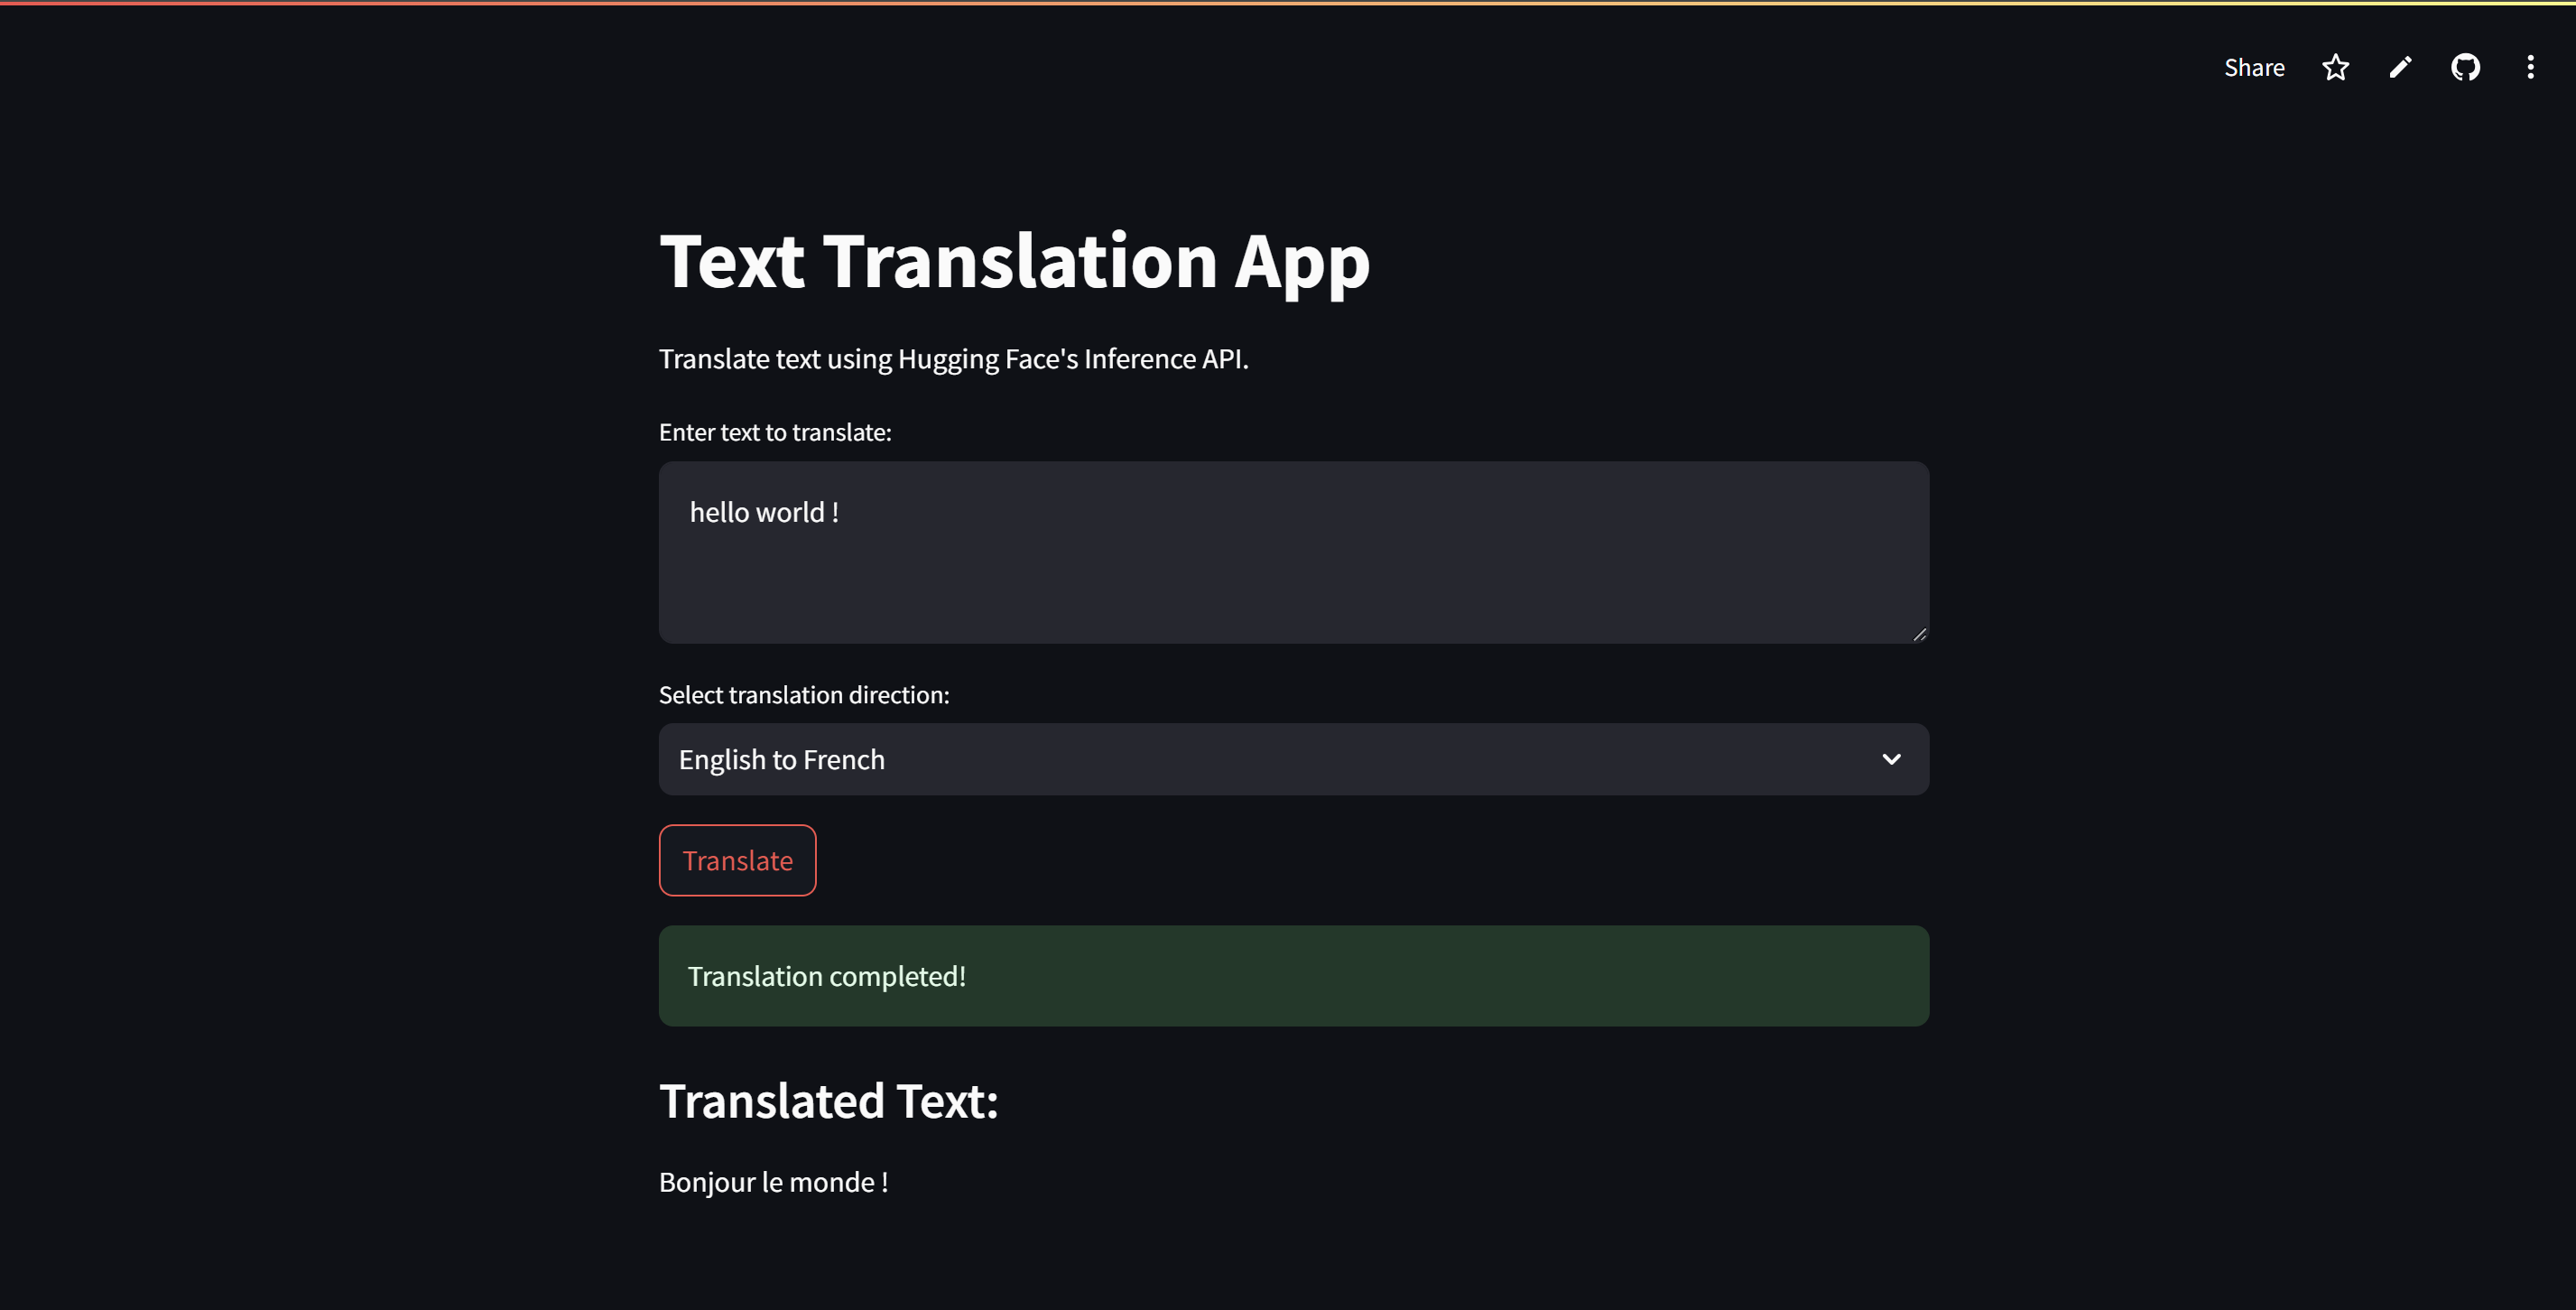 Share
Text Translation App
Translate text using Hugging Face's Inference API.
Enter text to translate:
hello world !
Select translation direction:
English to French
Translate
Translation completed!
Translated Text:
Bonjour le monde !